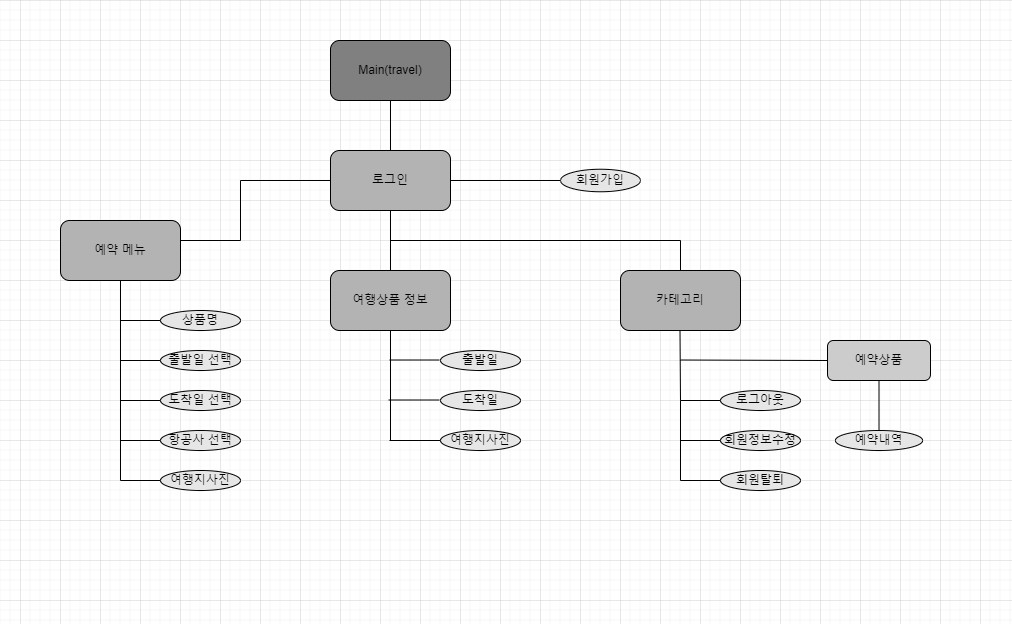 Main(travel)
로그인
회원가입
예약 메뉴
상품명
출발일 선택
도착일 선택
항공사 선택
여행지사진
여행상품 정보
출발일
도착일
여행지사진
카테고리
예약상품
예약내역
로그아웃
회원정보수정
회원탈퇴